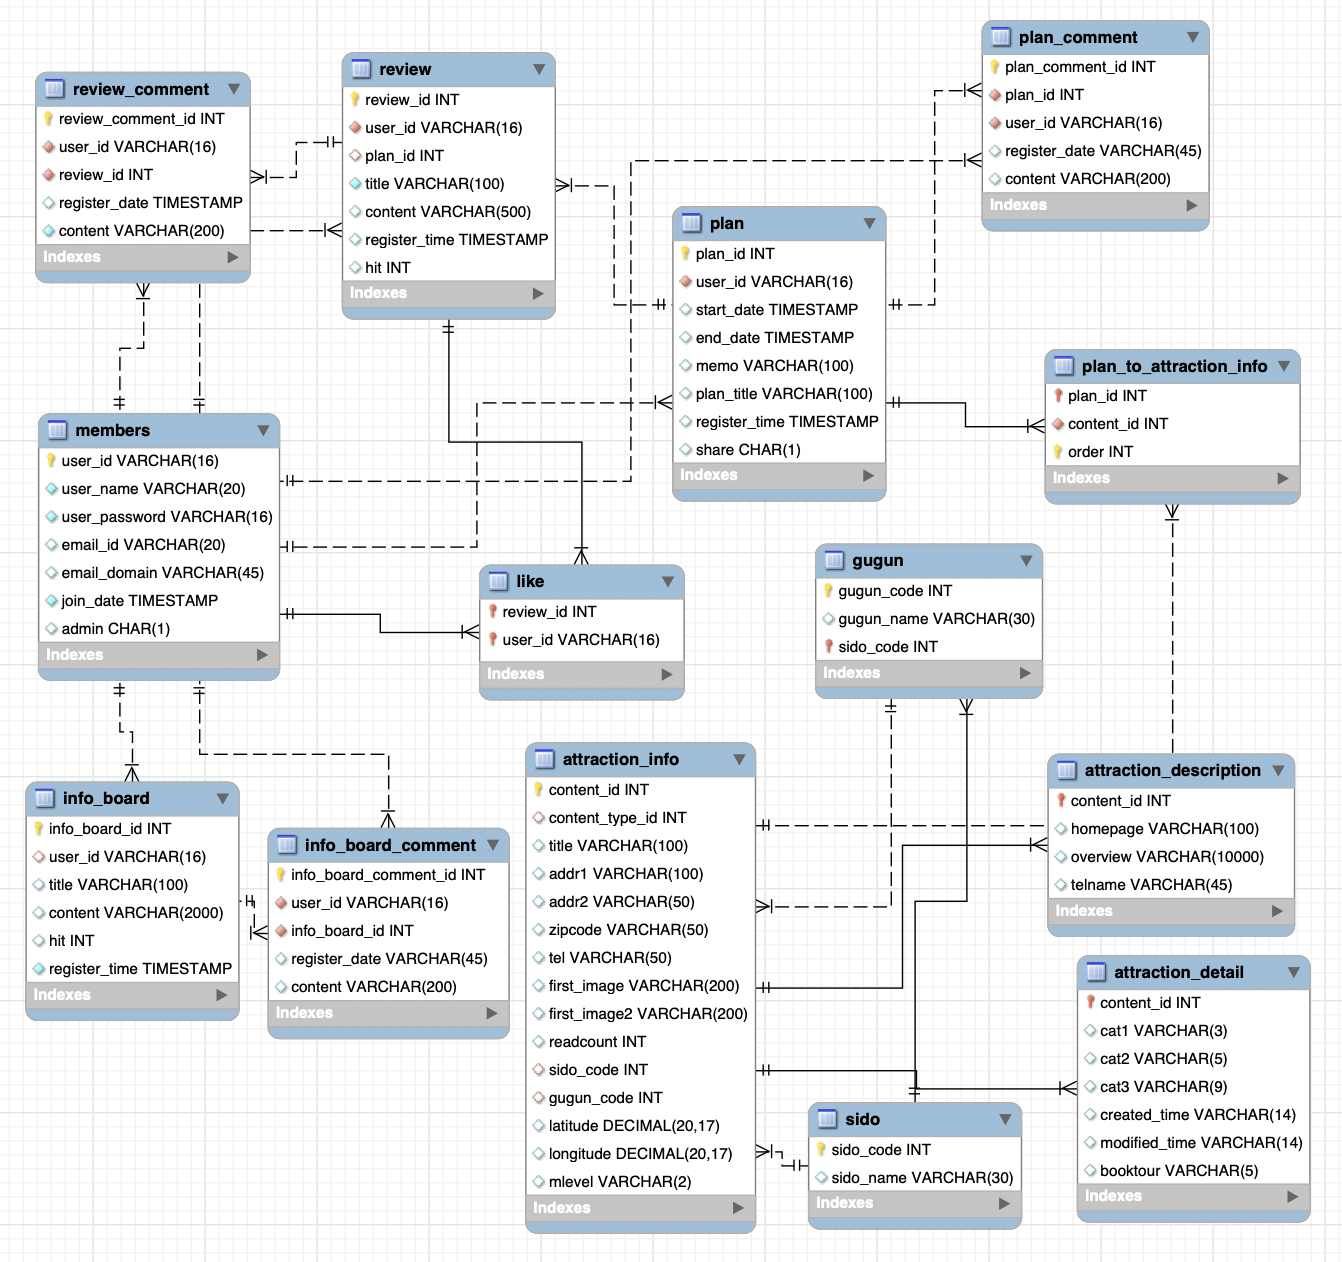 review_comment
review_comment_id INT
user_id VARCHAR(16)
review_id INT
register_date TIMESTAMP
content VARCHAR(200)
Indexes
review
review_id INT
user_id VARCHAR(16)
plan_id INT
title VARCHAR(100)
content VARCHAR(500)
register_time TIMESTAMP
hit INT
Indexes
plan_comment
plan_comment_id INT
plan_id INT
user_id VARCHAR(16)
register_date VARCHAR(45)
content VARCHAR(200)
Indexes
plan
plan_id INT
user_id VARCHAR(16)
start_date TIMESTAMP
end_date TIMESTAMP
memo VARCHAR(100)
plan_title VARCHAR(100)
register_time TIMESTAMP
share CHAR(1)
Indexes
plan_to_attraction_info
plan_id INT
content_id INT
order INT
Indexes
members
user_id VARCHAR(16)
user_name VARCHAR(20)
user_password VARCHAR(16)
email_id VARCHAR(20)
email_domain VARCHAR(45)
join_date TIMESTAMP
admin CHAR(1)
Indexes
like
review_id INT
user_id VARCHAR(16)
Indexes
gugun
gugun_code INT
gugun_name VARCHAR(30)
sido_code INT
Indexes
info_board
info_board_id INT
user_id VARCHAR(16)
title VARCHAR(100)
content VARCHAR(2000)
hit INT
register_time TIMESTAMP
Indexes
info_board_comment
info_board_comment_id INT
user_id VARCHAR(16)
info_board_id INT
register_date VARCHAR(45)
content VARCHAR(200)
Indexes
attraction_info
content_id INT
content_type_id INT
title VARCHAR(100)
addr1 VARCHAR(100)
addr2 VARCHAR(50)
zipcode VARCHAR(50)
tel VARCHAR(50)
first_image VARCHAR(200)
first_image2 VARCHAR(200)
readcount INT
sido_code INT
gugun_code INT
latitude DECIMAL(20,17)
longitude DECIMAL(20,17)
mlevel VARCHAR(2)
Indexes
attraction_description
content_id INT
homepage VARCHAR(100)
overview VARCHAR(10000)
telname VARCHAR(45)
Indexes
attraction_detail
content_id INT
cat1 VARCHAR(3)
cat2 VARCHAR(5)
cat3 VARCHAR(9)
created_time VARCHAR(14)
modified_time VARCHAR(14)
booktour VARCHAR(5)
Indexes
sido
sido_code INT
sido_name VARCHAR(30)
Indexes